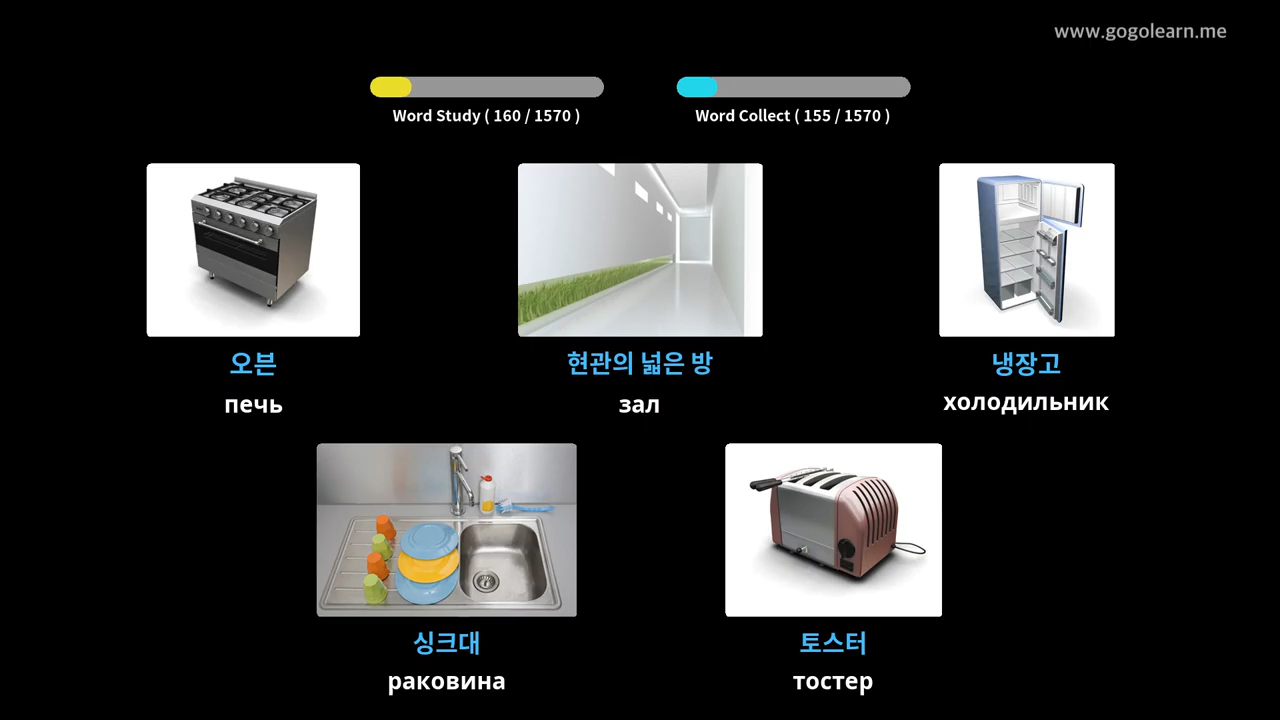 www.gogolearn.me
Word Study ( 160 / 1570 )
Word Collect ( 155 / 1570 )
오븐
현관의 넓은 방
냉장고
печь
зал
холодильник
싱크대
토스터
раковина
тостер